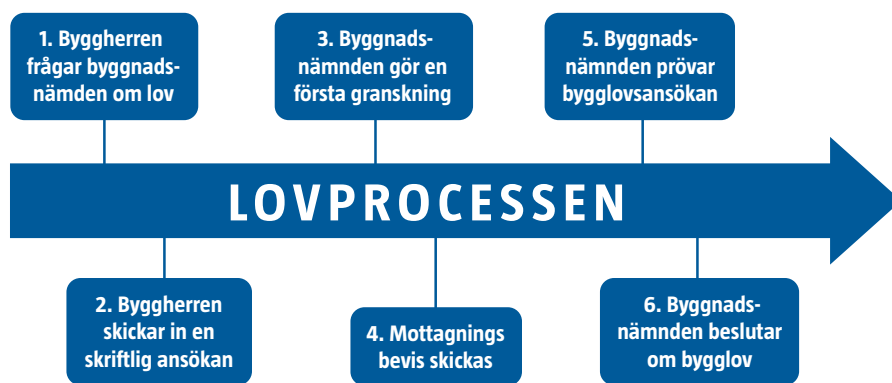 1. Byggherren
frågar byggnads-
nämden om lov
3. Byggnads-
nämnden gör en
första granskning
5. Byggnads-
nämnden prövar
bygglovsansökan
LOVPROCESSEN
2. Byggherren
skickar in en
skriftlig ansökan
4. Mottagnings
bevis skickas
6. Byggnads-
nämnden beslutar
om bygglov